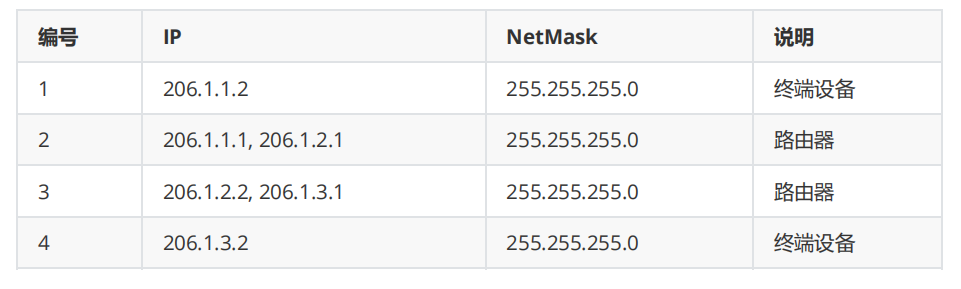 编号 IP NetMask 说明
1 206.1.1.2 255.255.255.0 终端设备
2 206.1.1.1, 206.1.2.1 255.255.255.0 路由器
3 206.1.2.2, 206.1.3.1 255.255.255.0 路由器
4 206.1.3.2 255.255.255.0 终端设备